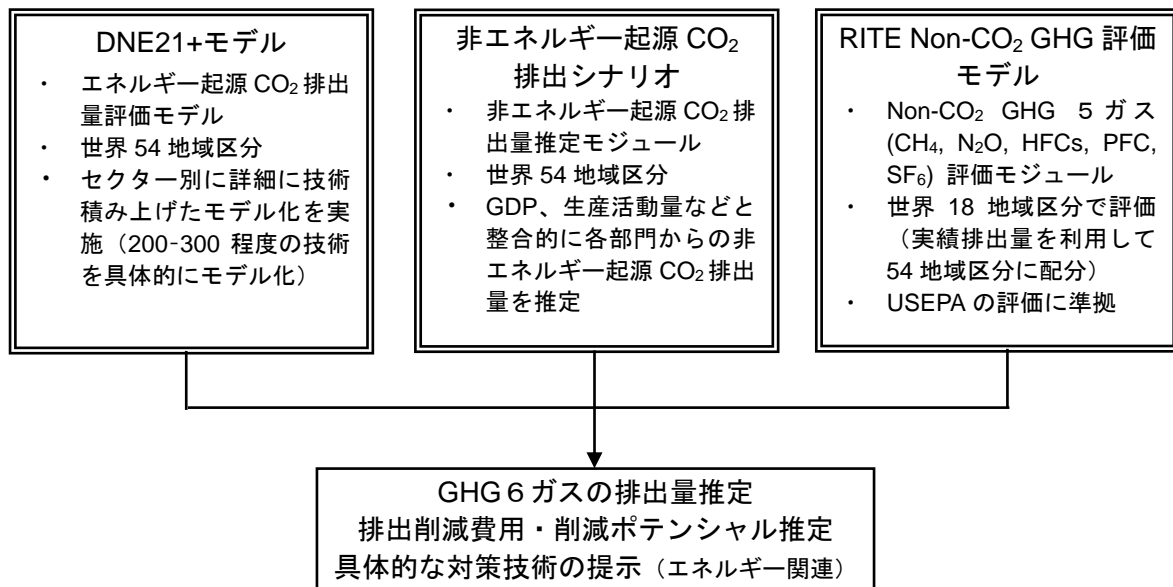 DNE21+モデル
・ エネルギー起源 CO₂ 排出
量評価モデル
・ 世界 54 地域区分
・ セクター別に詳細に技術
積み上げたモデル化を実
施（200‐300 程度の技術
を具体的にモデル化）
非エネルギー起源 CO₂
排出シナリオ
・ 非エネルギー起源 CO₂ 排
出量推定モジュール
・ 世界 54 地域区分
・ GDP、生産活動量などと
整合的に各部門からの非
エネルギー起源 CO₂ 排出
量を推定
RITE Non-CO₂ GHG 評価
モデル
・ Non-CO₂ GHG 5 ガス
(CH₄, N₂O, HFCs, PFC,
SF₆) 評価モジュール
・ 世界 18 地域区分で評価
（実績排出量を利用して
54 地域区分に配分）
・ USEPA の評価に準拠
GHG６ガスの排出量推定
排出削減費用・削減ポテンシャル推定
具体的な対策技術の提示（エネルギー関連）